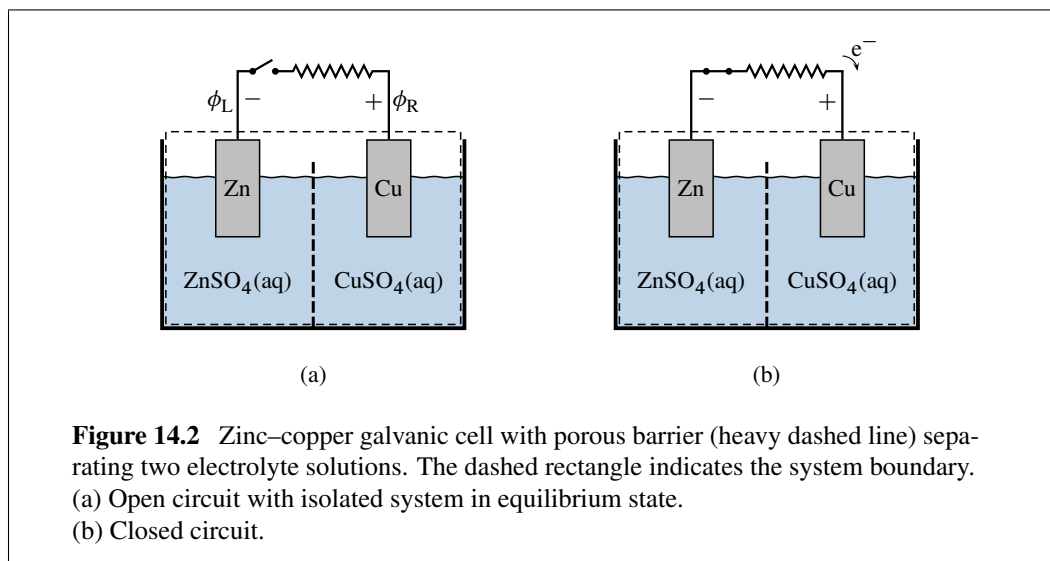 e⁻
ϕL − + ϕR
− +
Zn Cu
Zn Cu
ZnSO4(aq) CuSO4(aq)
ZnSO4(aq) CuSO4(aq)
(a)
(b)
Figure 14.2 Zinc–copper galvanic cell with porous barrier (heavy dashed line) sepa-
rating two electrolyte solutions. The dashed rectangle indicates the system boundary.
(a) Open circuit with isolated system in equilibrium state.
(b) Closed circuit.